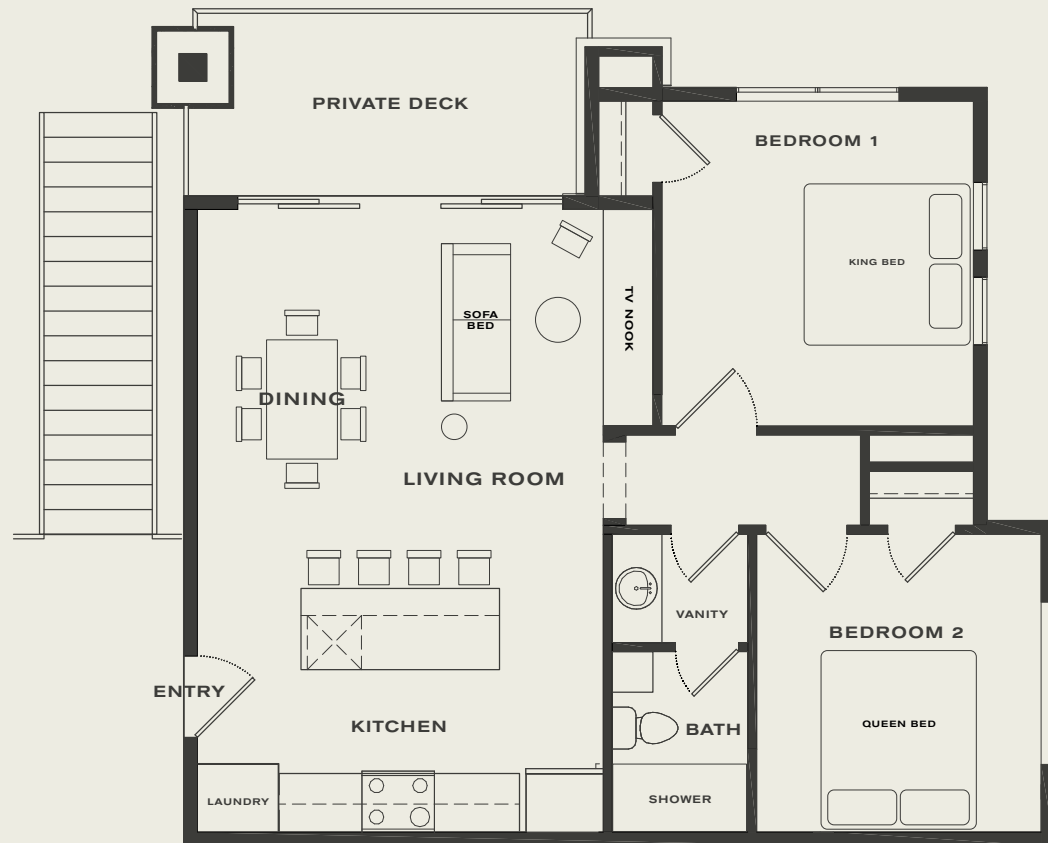 PRIVATE DECK
BEDROOM 1
KING BED
SOFA
BED
TV NOOK
DINING
LIVING ROOM
VANITY
BEDROOM 2
ENTRY
KITCHEN
BATH
QUEEN BED
LAUNDRY
SHOWER